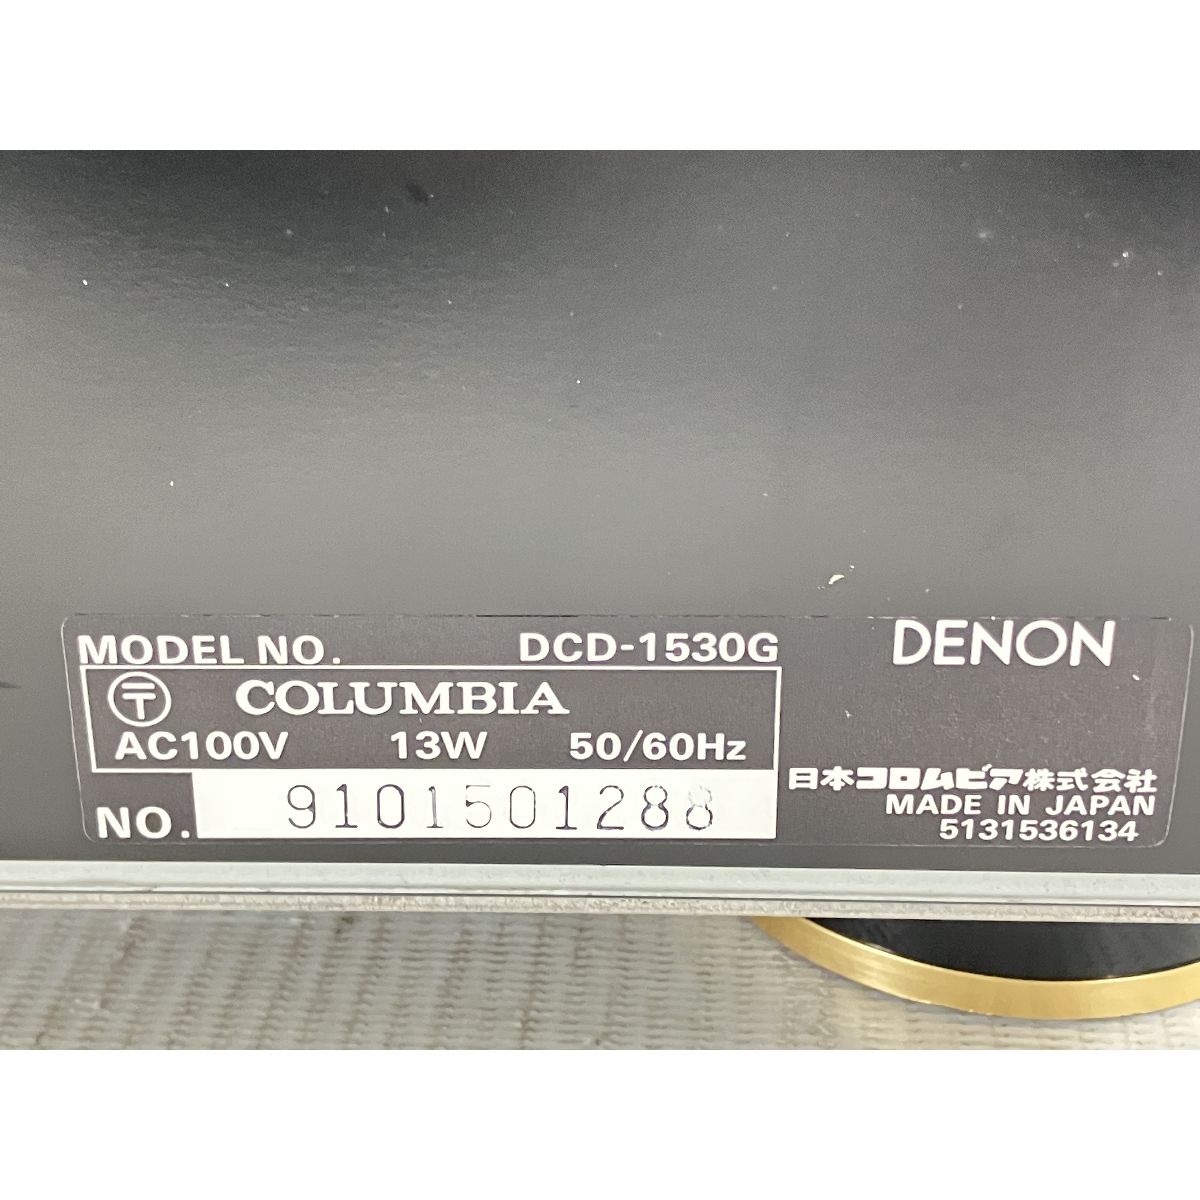 MODEL NO. DCD-1530G
〒 COLUMBIA
AC100V 13W 50/60Hz
NO. 9101501288
DENON
日本コロムビア株式会社
MADE IN JAPAN
5131536134